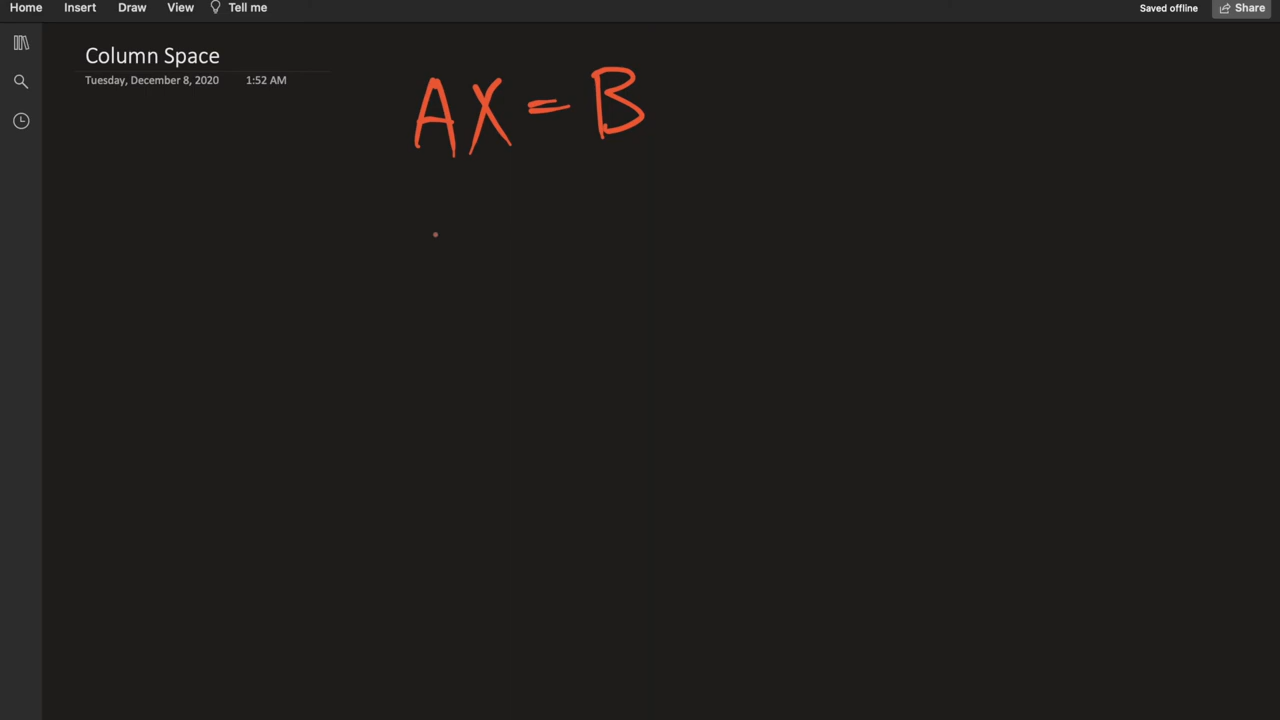 Home Insert Draw View Tell me Saved offline Share
Column Space
Tuesday, December 8, 2020 1:52 AM
AX = B